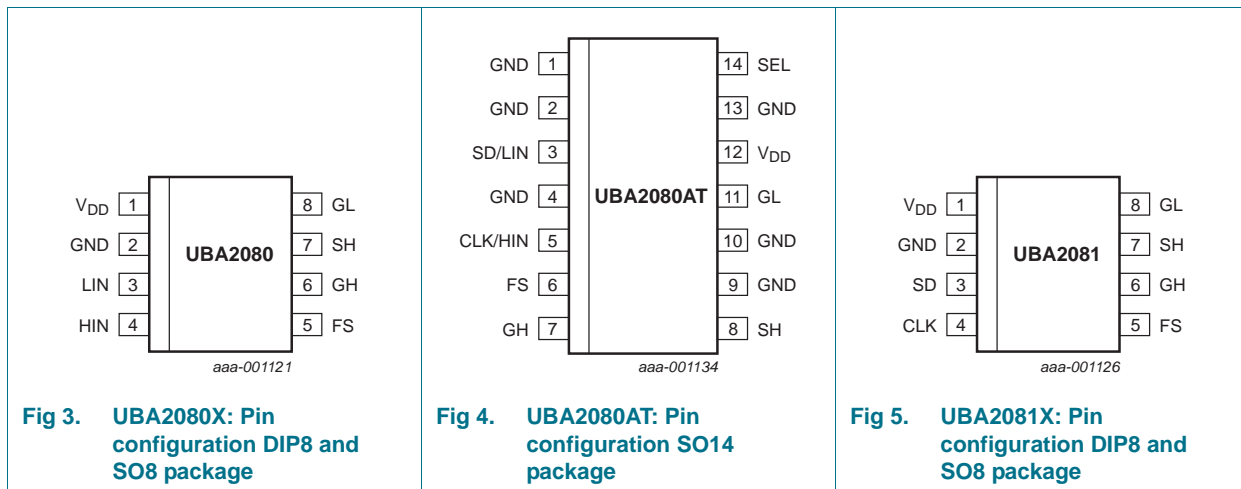 V_DD 1
GND 2
LIN 3
HIN 4
UBA2080
8 GL
7 SH
6 GH
5 FS
aaa-001121
Fig 3. UBA2080X: Pin
configuration DIP8 and
SO8 package
GND 1
GND 2
SD/LIN 3
GND 4
CLK/HIN 5
FS 6
GH 7
UBA2080AT
14 SEL
13 GND
12 V_DD
11 GL
10 GND
9 GND
8 SH
aaa-001134
Fig 4. UBA2080AT: Pin
configuration SO14
package
V_DD 1
GND 2
SD 3
CLK 4
UBA2081
8 GL
7 SH
6 GH
5 FS
aaa-001126
Fig 5. UBA2081X: Pin
configuration DIP8 and
SO8 package